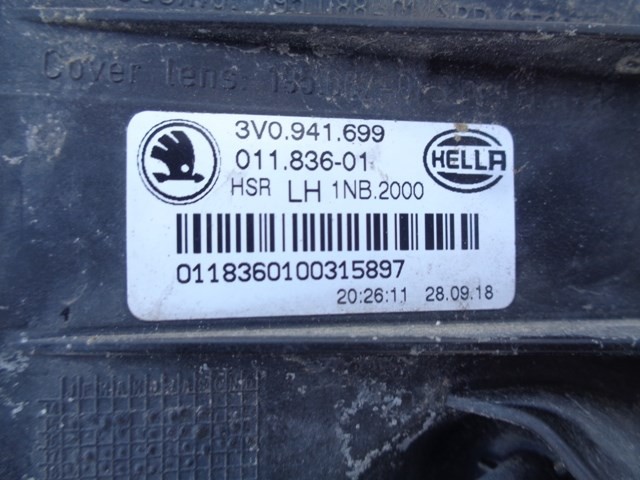 Cover lens:
3V0.941.699
011.836-01
HELLA
HSR LH 1NB.2000
0118360100315897
20:26:11 28.09.18